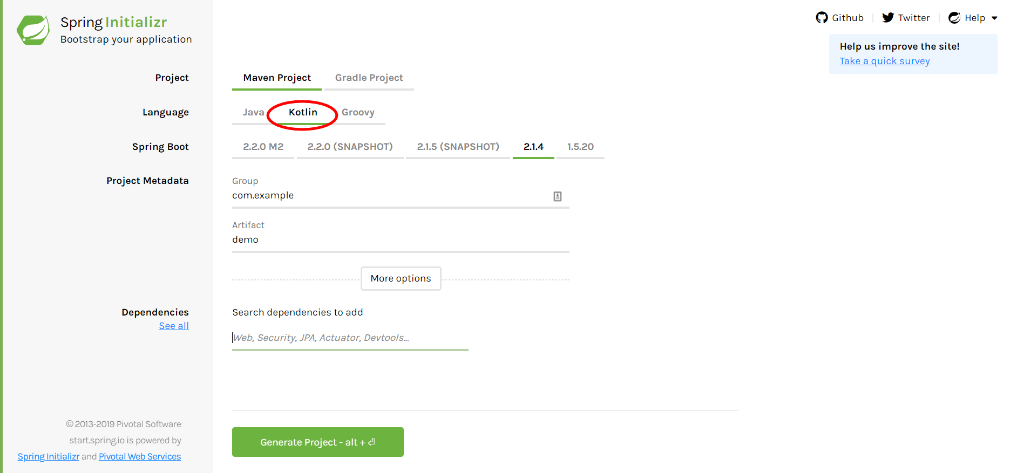 Spring Initializr
Bootstrap your application
Github
Twitter
Help
Help us improve the site!
Take a quick survey
Project
Maven Project
Gradle Project
Language
Java
Kotlin
Groovy
Spring Boot
2.2.0 M2
2.2.0 (SNAPSHOT)
2.1.5 (SNAPSHOT)
2.1.4
1.5.20
Project Metadata
Group
com.example
Artifact
demo
More options
Dependencies
See all
Search dependencies to add
Web, Security, JPA, Actuator, Devtools...
© 2013-2019 Pivotal Software
start.spring.io is powered by
Spring Initializr and Pivotal Web Services
Generate Project - alt + ⏎